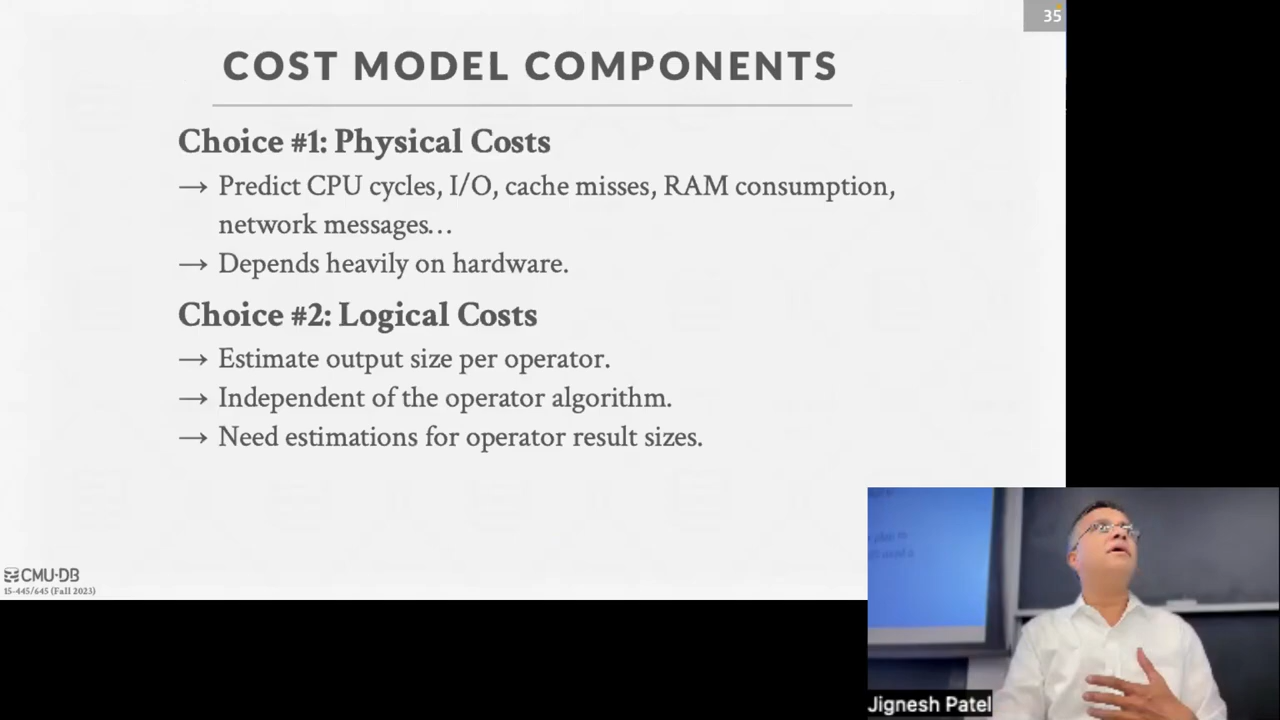 35
COST MODEL COMPONENTS
Choice #1: Physical Costs
→ Predict CPU cycles, I/O, cache misses, RAM consumption,
network messages…
→ Depends heavily on hardware.
Choice #2: Logical Costs
→ Estimate output size per operator.
→ Independent of the operator algorithm.
→ Need estimations for operator result sizes.
CMU·DB
15-445/645 (Fall 2023)
Jignesh Patel